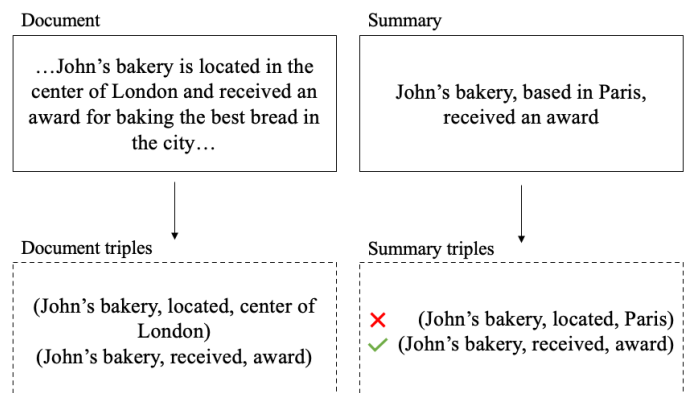 Document
…John’s bakery is located in the
center of London and received an
award for baking the best bread in
the city…
Summary
John’s bakery, based in Paris,
received an award
Document triples
(John’s bakery, located, center of
London)
(John’s bakery, received, award)
Summary triples
(John’s bakery, located, Paris)
(John’s bakery, received, award)